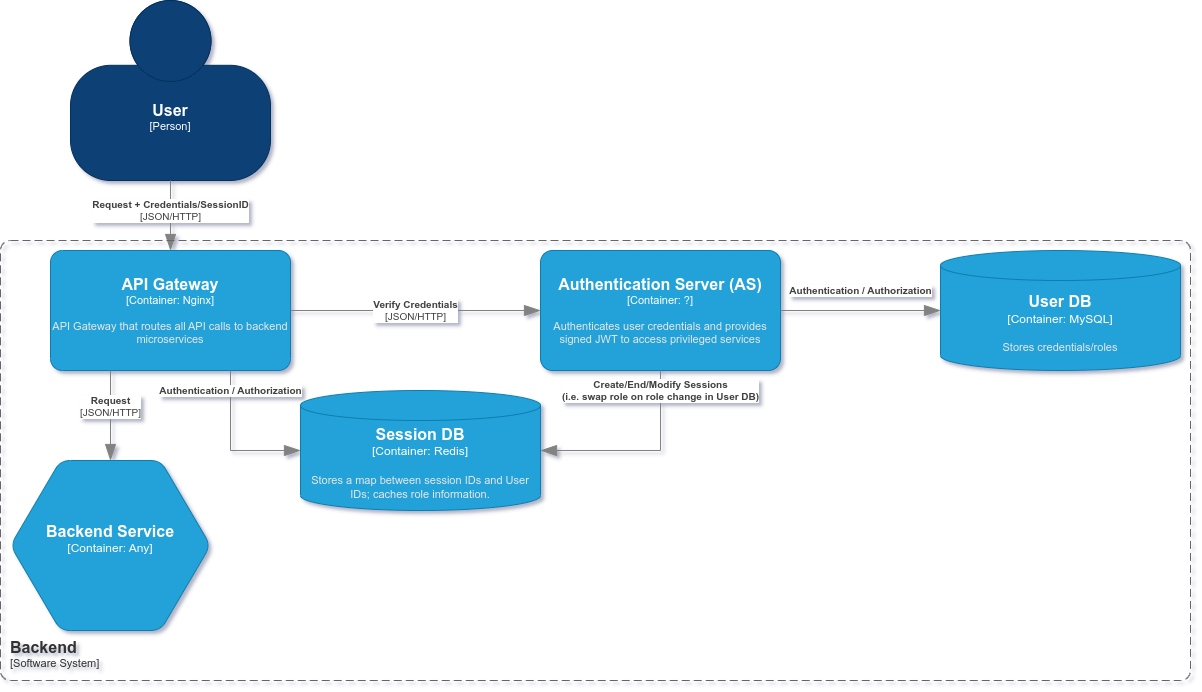 User
[Person]
Request + Credentials/SessionID
[JSON/HTTP]
API Gateway
[Container: Nginx]
API Gateway that routes all API calls to backend
microservices
Verify Credentials
[JSON/HTTP]
Authentication Server (AS)
[Container: ?]
Authenticates user credentials and provides
signed JWT to access privileged services
Authentication / Authorization
User DB
[Container: MySQL]
Stores credentials/roles
Request
[JSON/HTTP]
Authentication / Authorization
Create/End/Modify Sessions
(i.e. swap role on role change in User DB)
Session DB
[Container: Redis]
Stores a map between session IDs and User
IDs; caches role information.
Backend Service
[Container: Any]
Backend
[Software System]